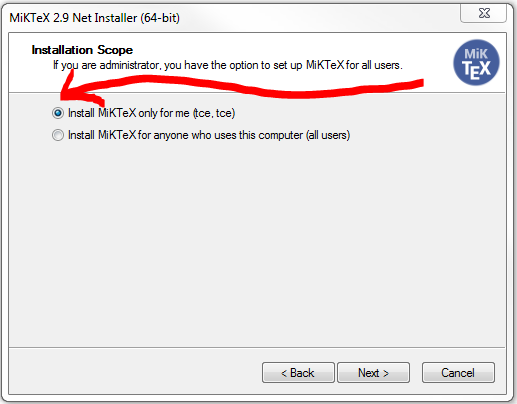 MiKTeX 2.9 Net Installer (64-bit)
Installation Scope
If you are administrator, you have the option to set up MiKTeX for all users.
MiK
TEX
Install MiKTeX only for me (tce, tce)
Install MiKTeX for anyone who uses this computer (all users)
< Back
Next >
Cancel